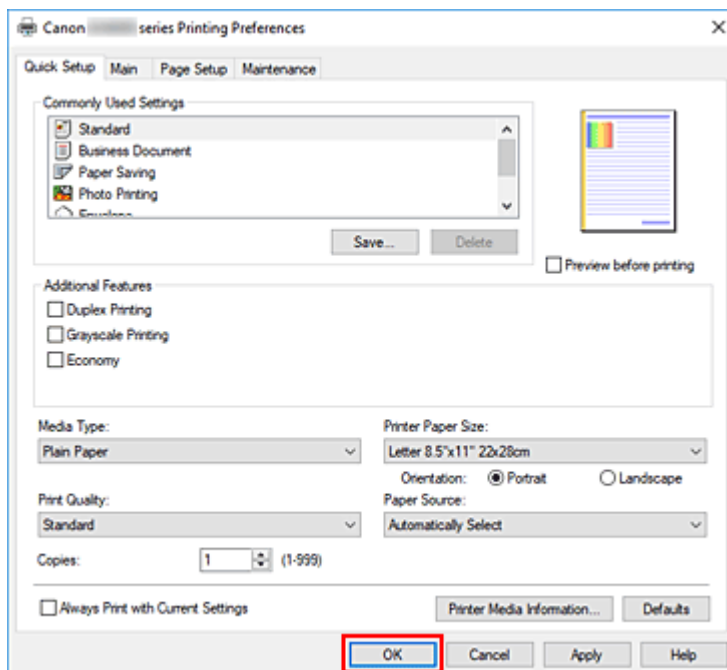 Canon series Printing Preferences
Quick Setup Main Page Setup Maintenance
Commonly Used Settings
Standard
Business Document
Paper Saving
Photo Printing
Envelope
Save... Delete
Preview before printing
Additional Features
Duplex Printing
Grayscale Printing
Economy
Media Type: Printer Paper Size:
Plain Paper Letter 8.5"x11" 22x28cm
Orientation: Portrait Landscape
Print Quality: Paper Source:
Standard Automatically Select
Copies: 1 (1-999)
Always Print with Current Settings Printer Media Information... Defaults
OK Cancel Apply Help